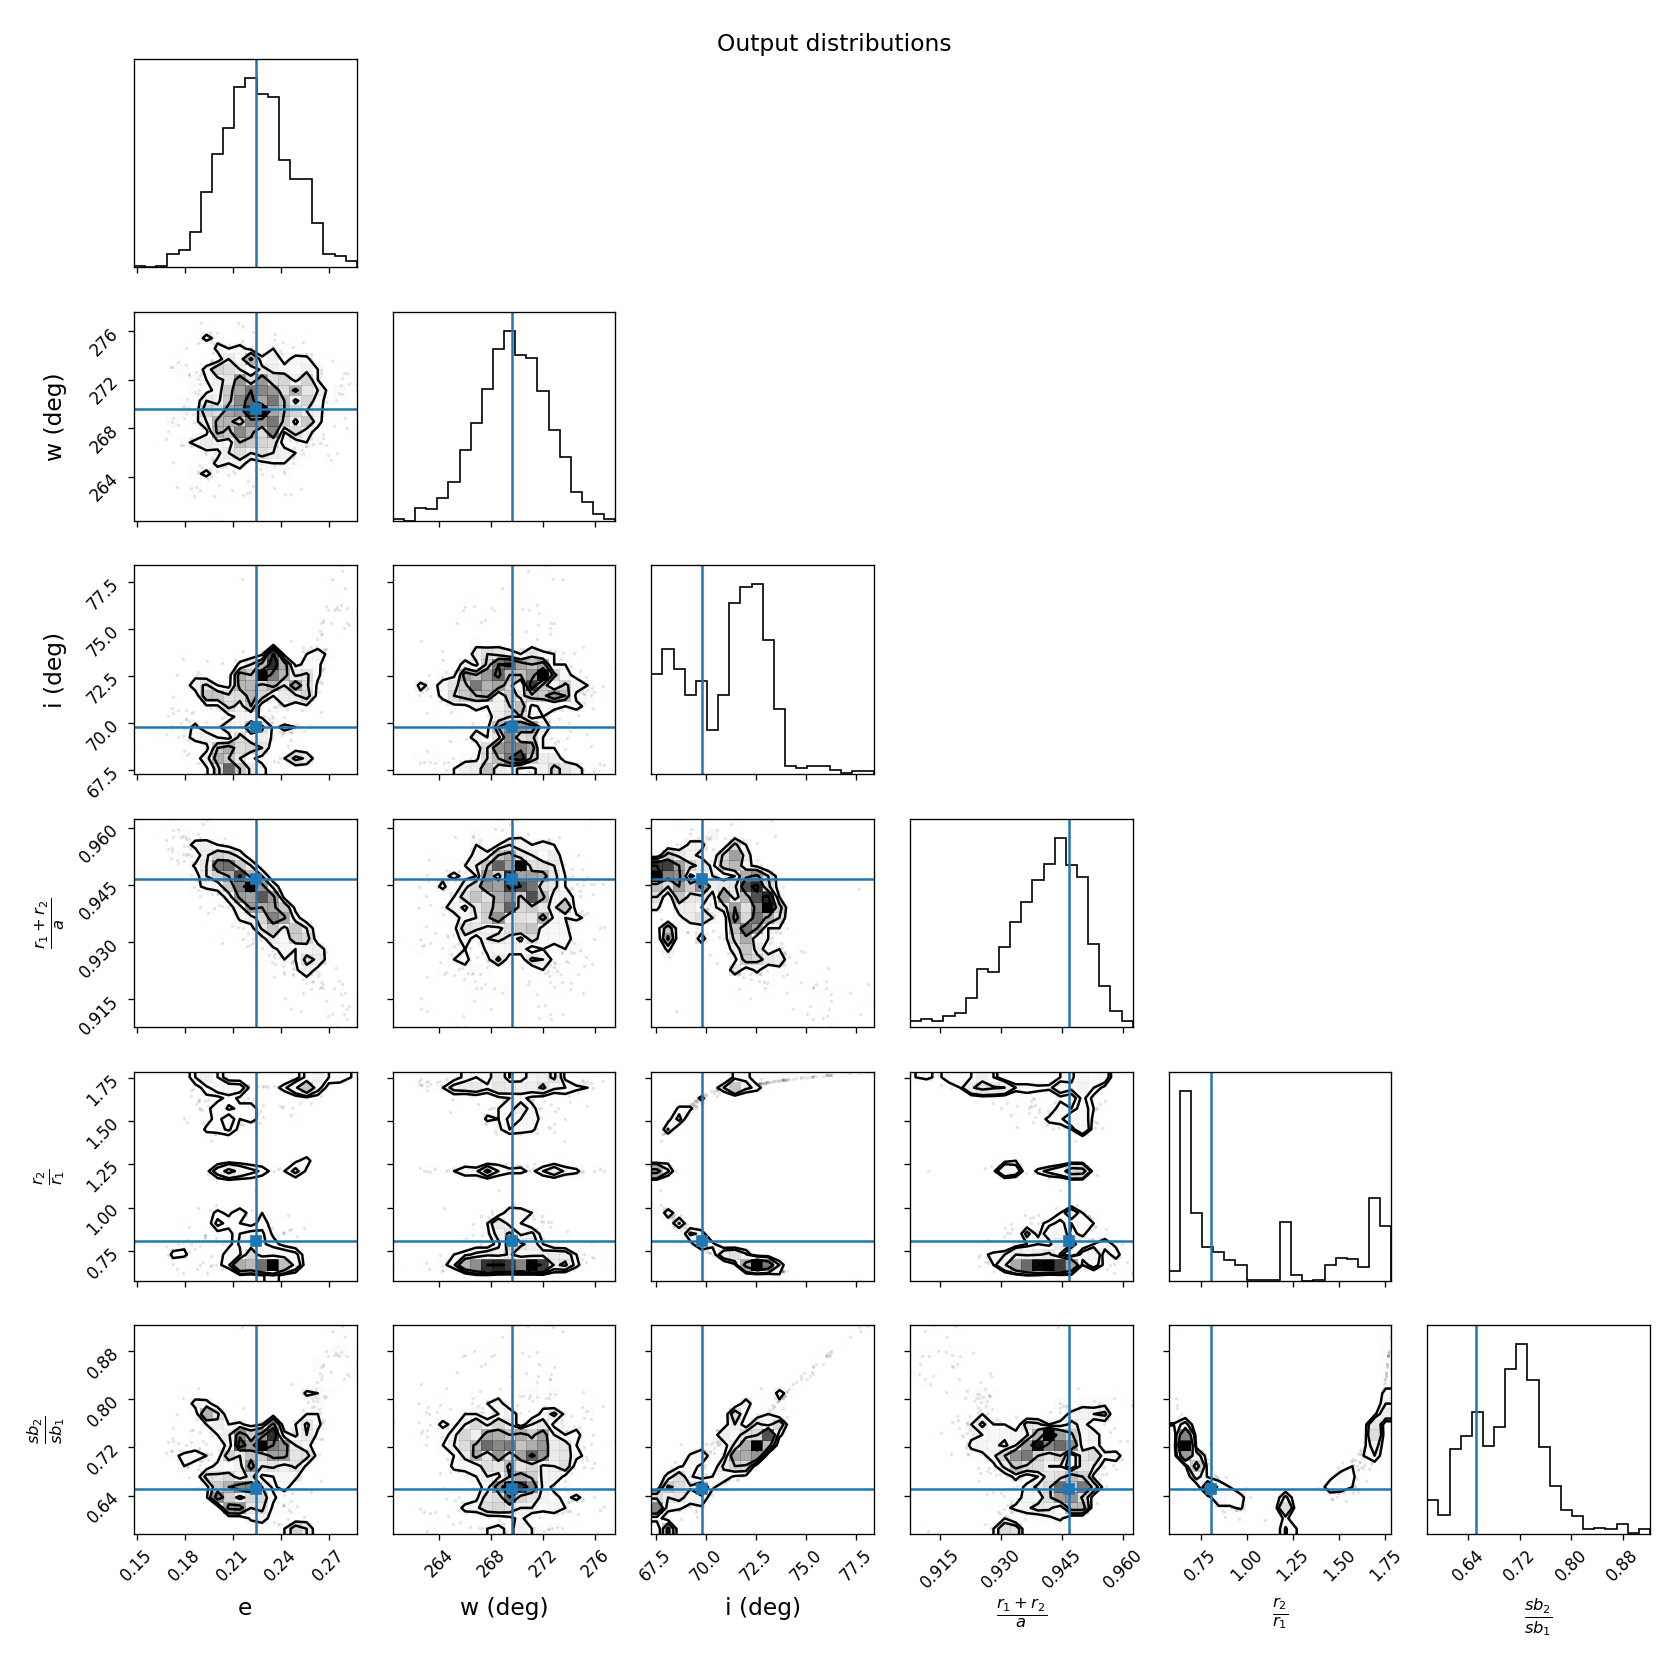 Output distributions
w (deg)
276
272
268
264
i (deg)
77.5
75.0
72.5
70.0
67.5
r₁ + r₂
a
0.960
0.945
0.930
0.915
r₂
r₁
1.75
1.50
1.25
1.00
0.75
sb₂
sb₁
0.88
0.80
0.72
0.64
0.15 0.18 0.21 0.24 0.27
264 268 272 276
67.5 70.0 72.5 75.0 77.5
0.915 0.930 0.945 0.960
0.75 1.00 1.25 1.50 1.75
0.64 0.72 0.80 0.88
e
w (deg)
i (deg)
r₁ + r₂
a
r₂
r₁
sb₂
sb₁